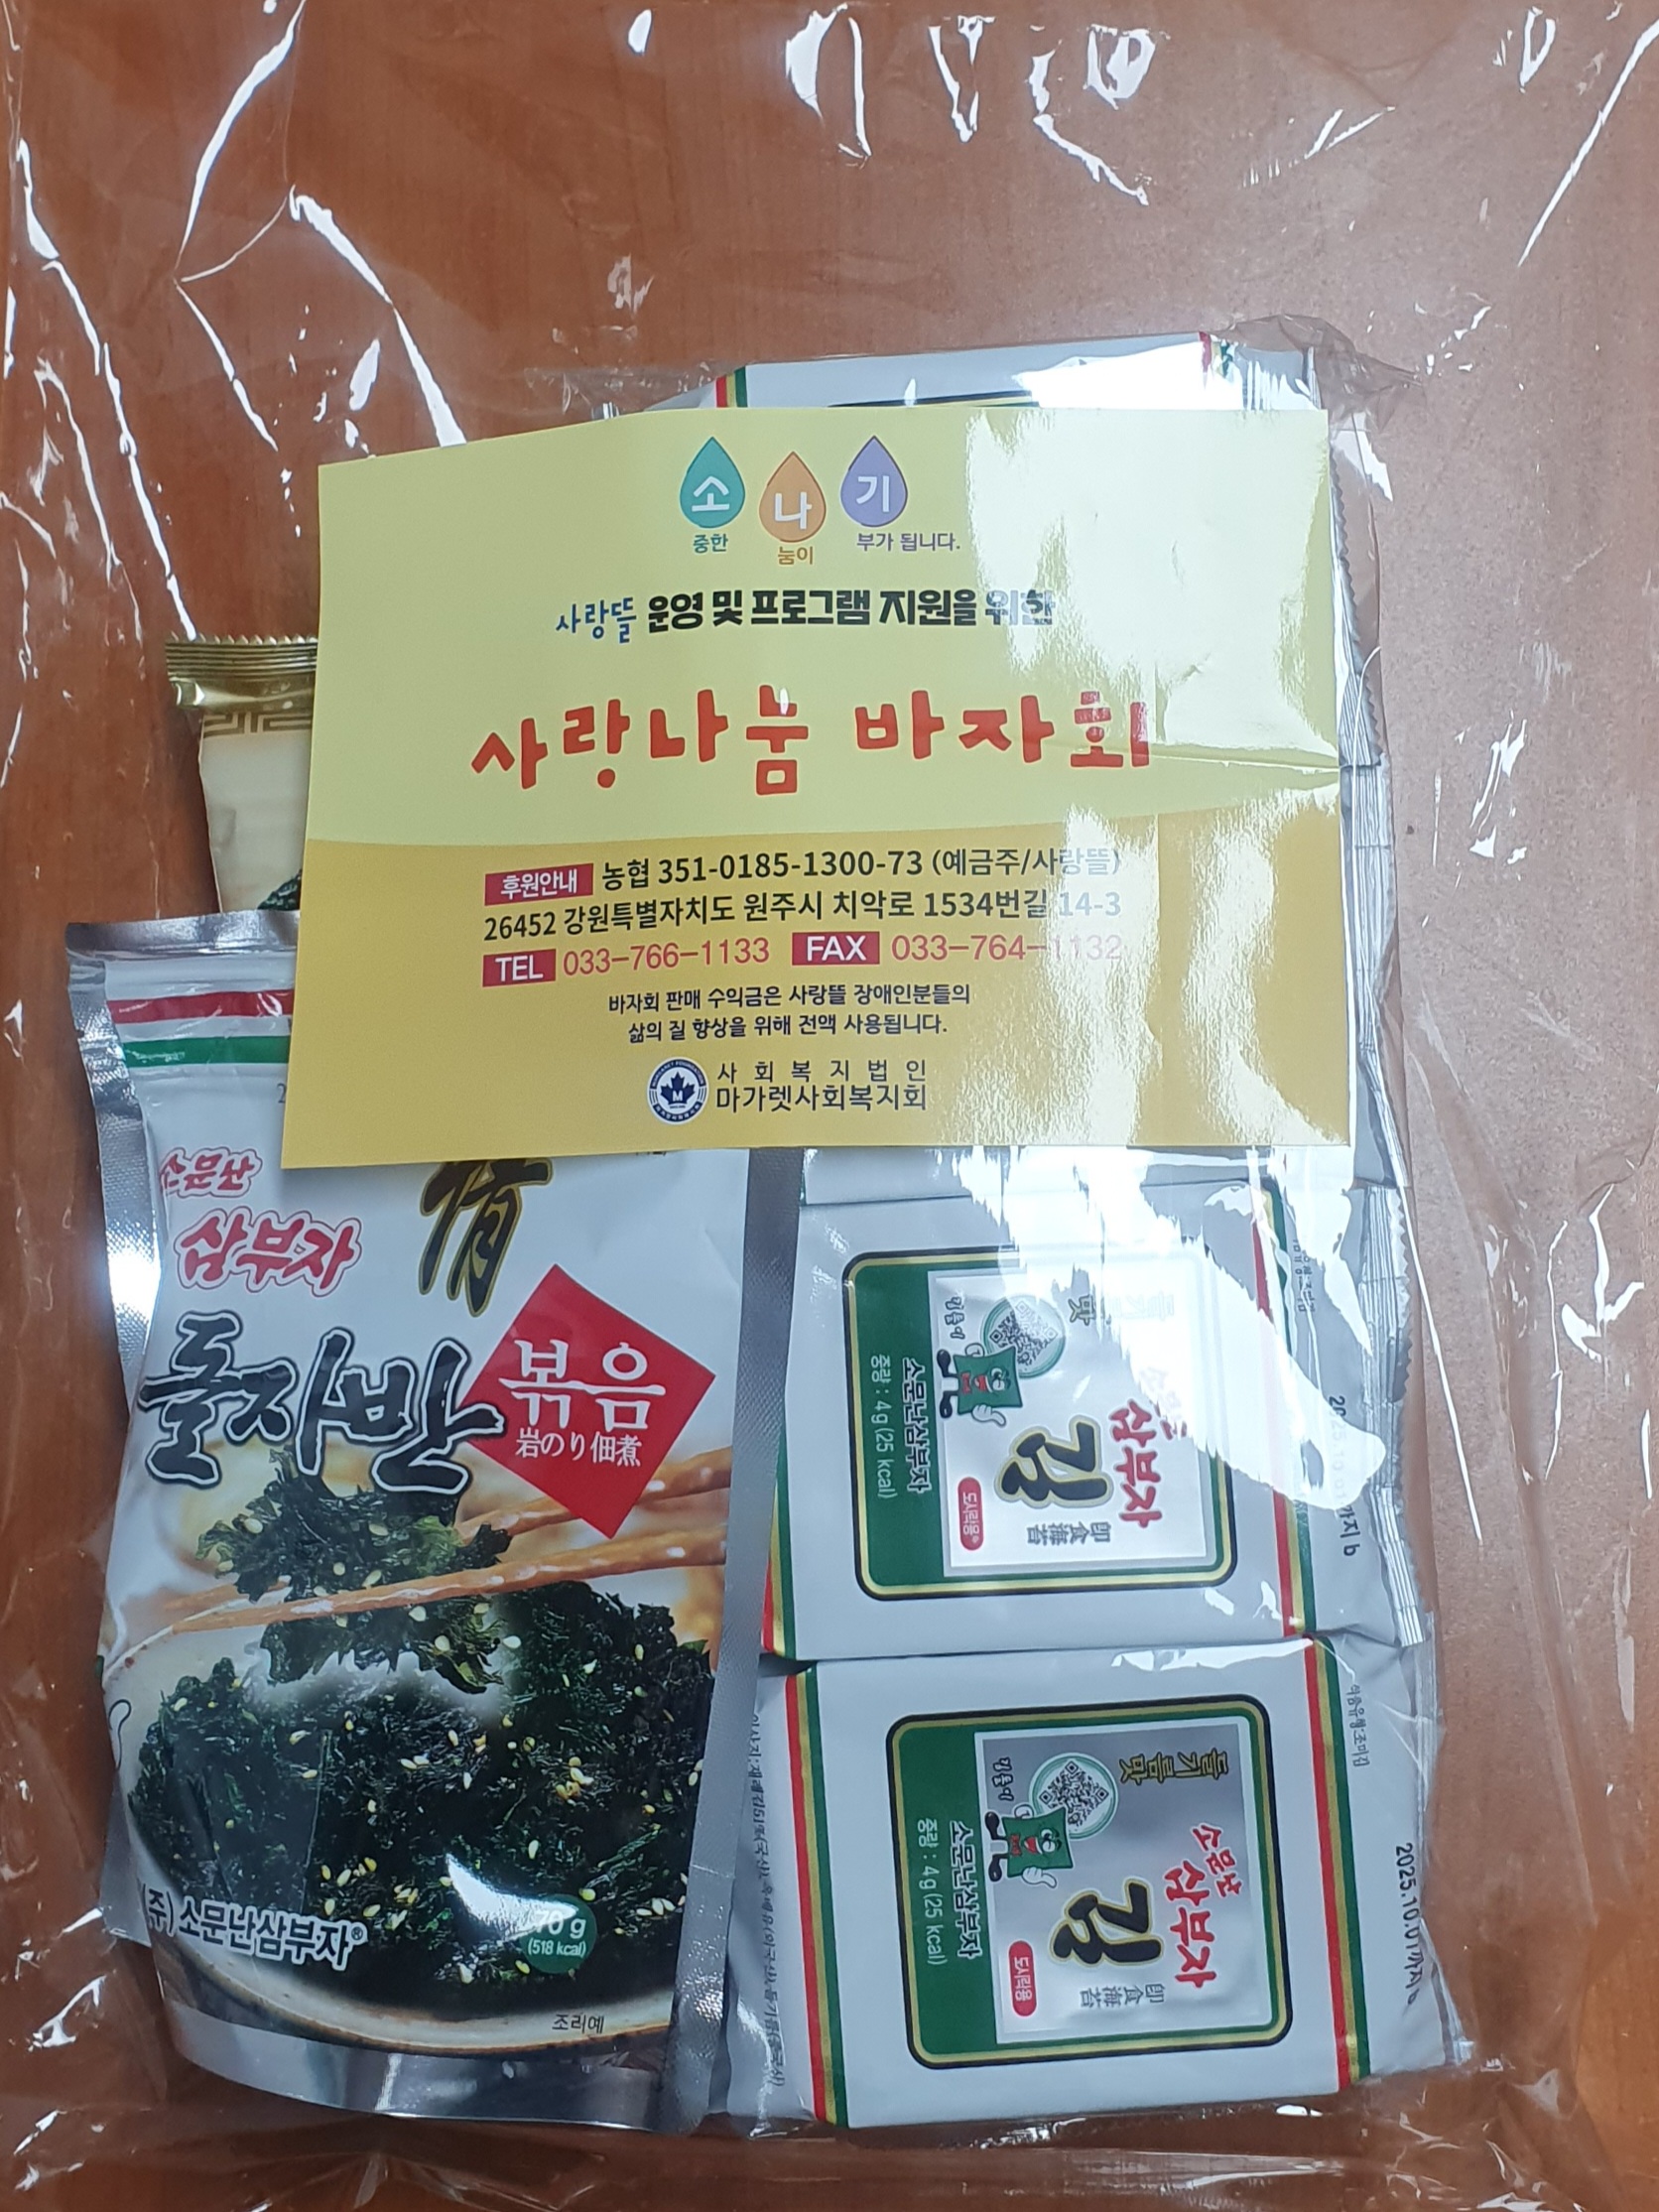 소 나 기
중한 눔이 부가 됩니다.
사랑뜰 운영 및 프로그램 지원을 위한
사랑나눔 바자회
후원안내 농협 351-0185-1300-73 (예금주/사랑뜰)
26452 강원특별자치도 원주시 치악로 1534번길 14-3
TEL 033-766-1133 FAX 033-764-1132
바자회 판매 수익금은 사랑뜰 장애인분들의
삶의 질 향상을 위해 전액 사용됩니다.
사회복지법인
마가렛사회복지회
M
소문난
삼부자
돌자반
볶음
岩のり佃煮
(주)소문난삼부자®
70 g
(518 kcal)
조리예
삼부자
김
도시락용
即食海苔
소문난삼부자
중량 : 4g (25 kcal)
들기름맛
소문난
삼부자
김
도시락용
即食海苔
소문난삼부자
중량 : 4g (25 kcal)
2025.10.01까지 b